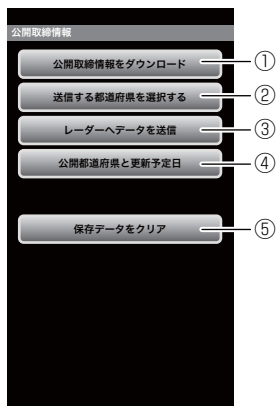 公開取締情報
公開取締情報をダウンロード ①
送信する都道府県を選択する ②
レーダーへデータを送信 ③
公開都道府県と更新予定日 ④
保存データをクリア ⑤